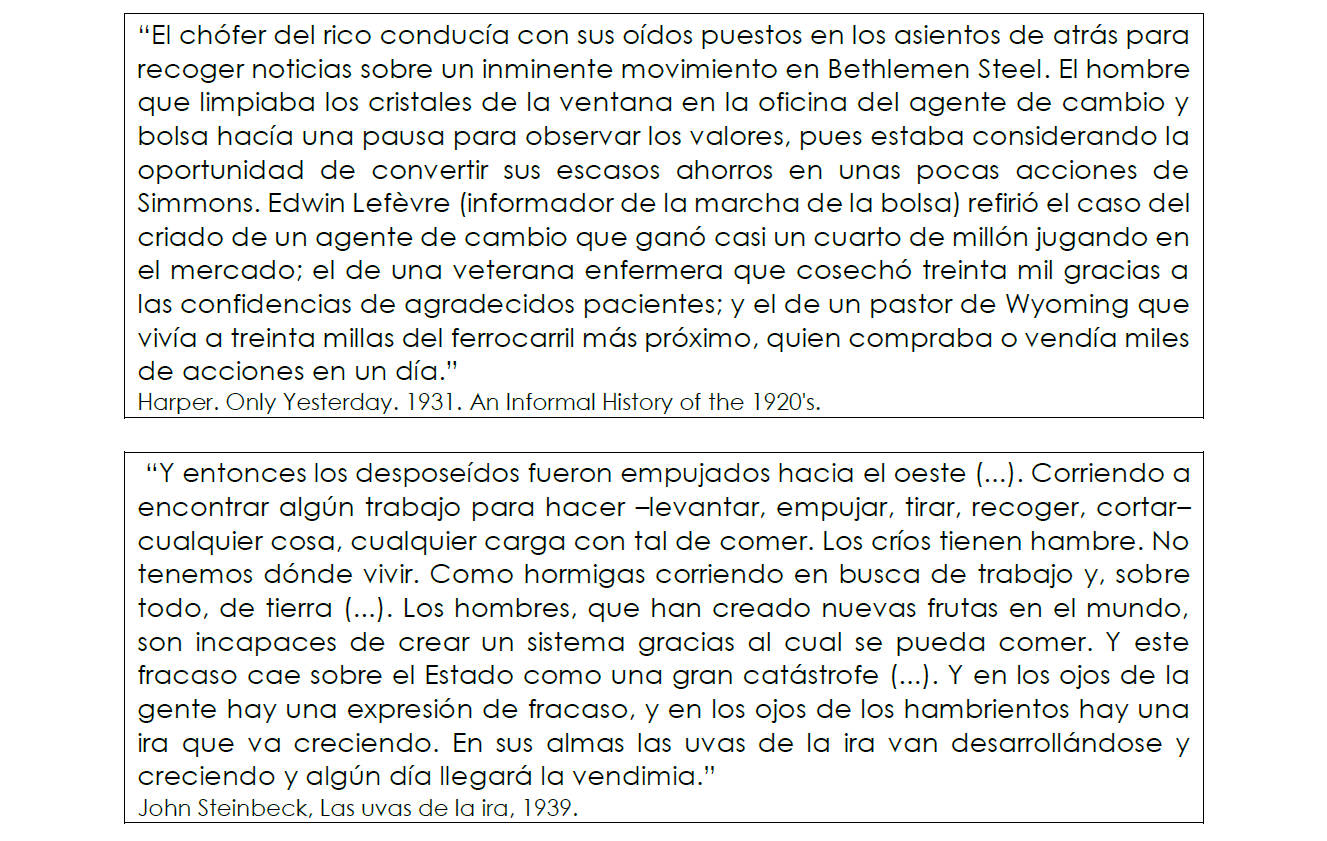 “El chófer del rico conducía con sus oídos puestos en los asientos de atrás para
recoger noticias sobre un inminente movimiento en Bethlemen Steel. El hombre
que limpiaba los cristales de la ventana en la oficina del agente de cambio y
bolsa hacía una pausa para observar los valores, pues estaba considerando la
oportunidad de convertir sus escasos ahorros en unas pocas acciones de
Simmons. Edwin Lefèvre (informador de la marcha de la bolsa) refirió el caso del
criado de un agente de cambio que ganó casi un cuarto de millón jugando en
el mercado; el de una veterana enfermera que cosechó treinta mil gracias a
las confidencias de agradecidos pacientes; y el de un pastor de Wyoming que
vivía a treinta millas del ferrocarril más próximo, quien compraba o vendía miles
de acciones en un día.”
Harper. Only Yesterday. 1931. An Informal History of the 1920's.
“Y entonces los desposeídos fueron empujados hacia el oeste (...). Corriendo a
encontrar algún trabajo para hacer –levantar, empujar, tirar, recoger, cortar–
cualquier cosa, cualquier carga con tal de comer. Los críos tienen hambre. No
tenemos dónde vivir. Como hormigas corriendo en busca de trabajo y, sobre
todo, de tierra (...). Los hombres, que han creado nuevas frutas en el mundo,
son incapaces de crear un sistema gracias al cual se pueda comer. Y este
fracaso cae sobre el Estado como una gran catástrofe (...). Y en los ojos de la
gente hay una expresión de fracaso, y en los ojos de los hambrientos hay una
ira que va creciendo. En sus almas las uvas de la ira van desarrollándose y
creciendo y algún día llegará la vendimia.”
John Steinbeck, Las uvas de la ira, 1939.